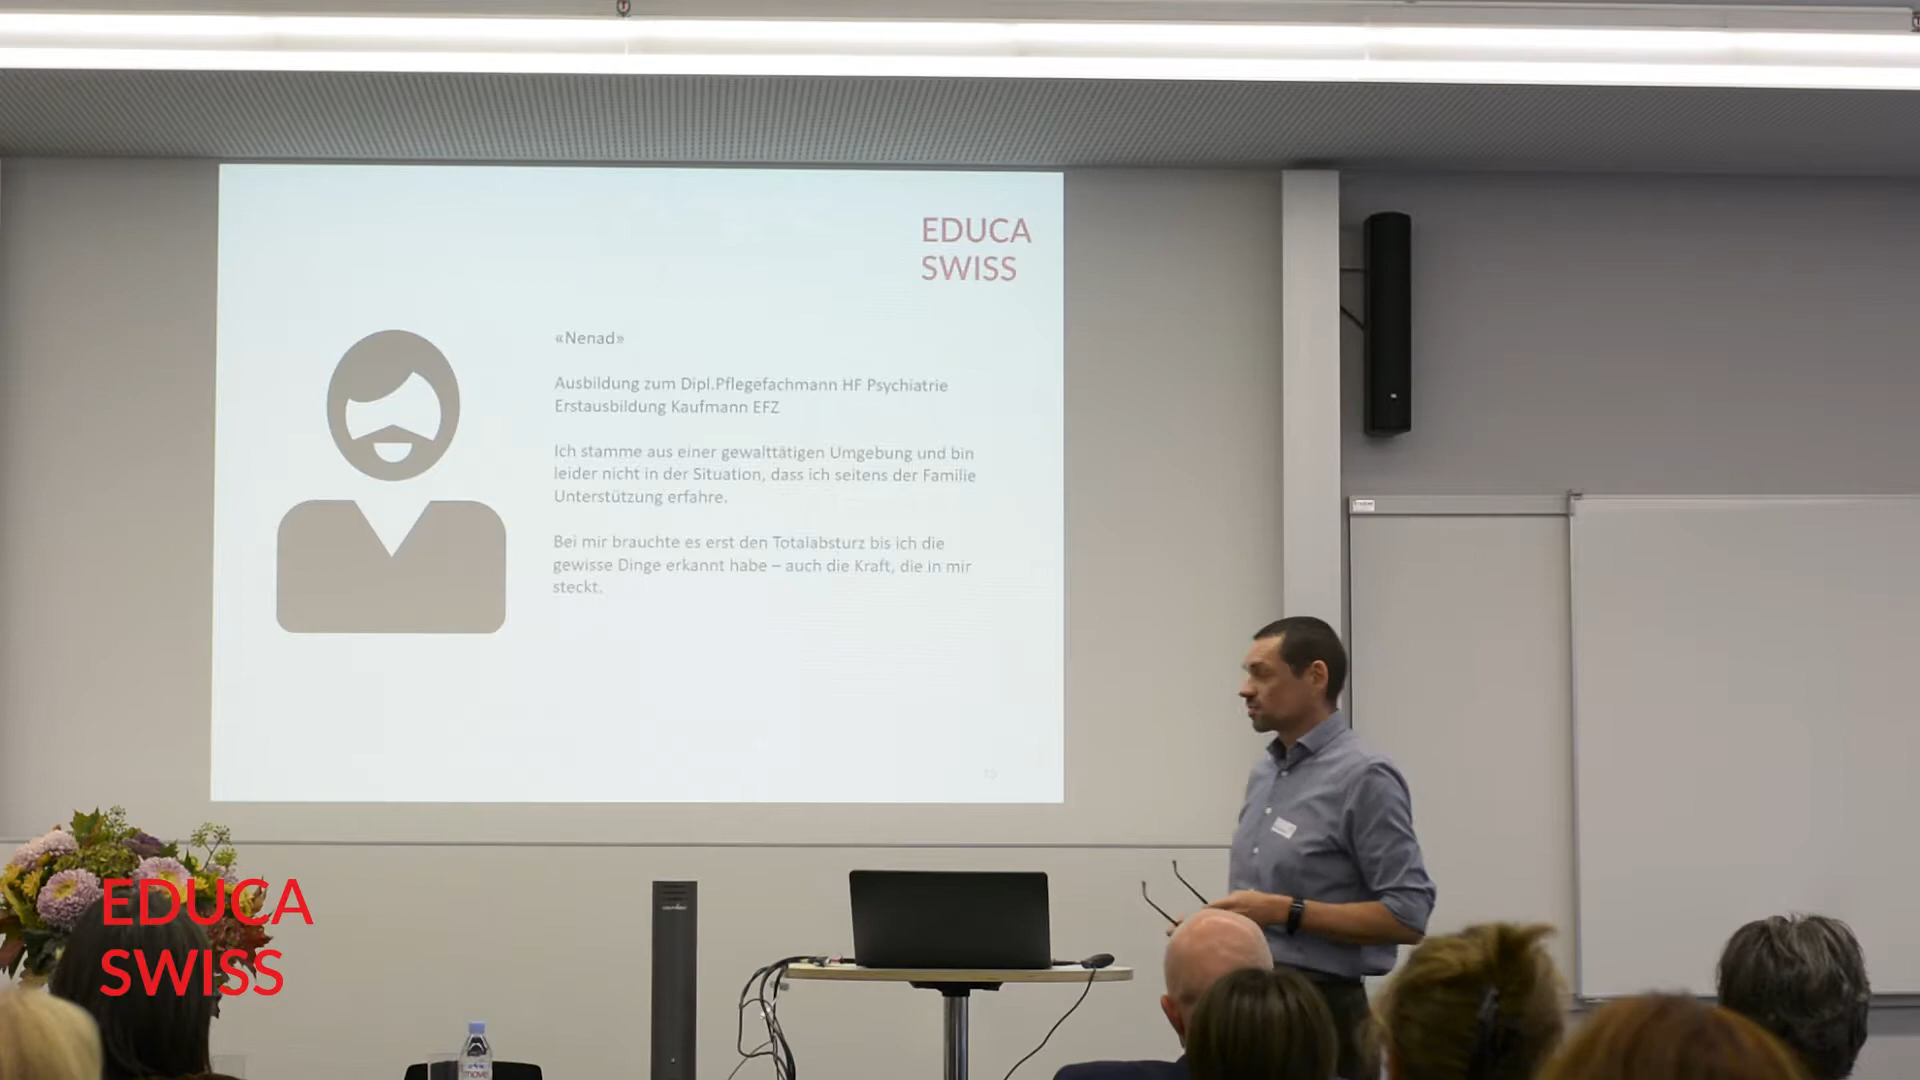 EDUCA
SWISS
«Nenad»
Ausbildung zum Dipl.Pflegefachmann HF Psychiatrie
Erstausbildung Kaufmann EFZ
Ich stamme aus einer gewalttätigen Umgebung und bin
leider nicht in der Situation, dass ich seitens der Familie
Unterstützung erfahre.
Bei mir brauchte es erst den Totalabsturz bis ich die
gewisse Dinge erkannt habe – auch die Kraft, die in mir
steckt.
EDUCA
SWISS